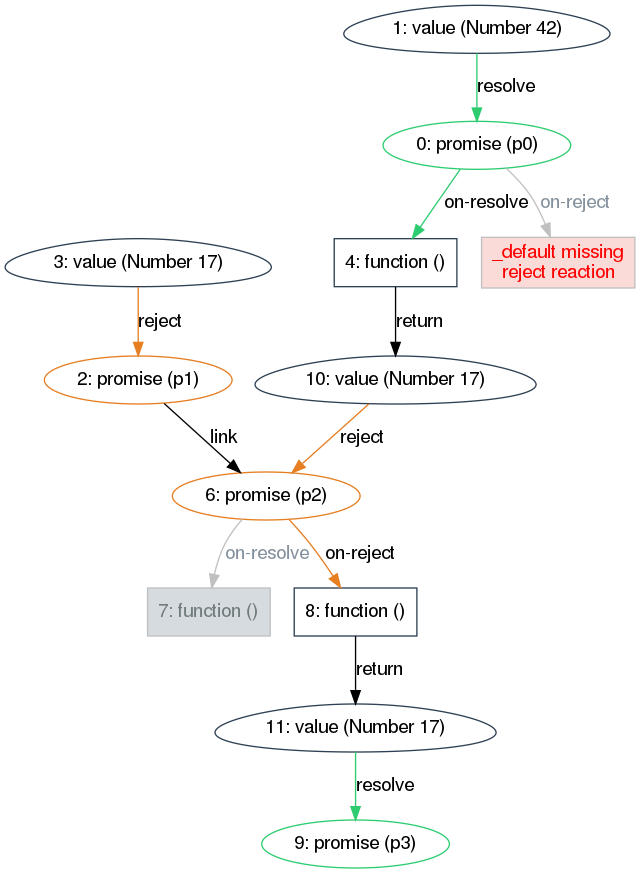 1: value (Number 42)
resolve
0: promise (p0)
on-resolve
on-reject
3: value (Number 17)
4: function ()
_default missing
reject reaction
reject
return
2: promise (p1)
10: value (Number 17)
link
reject
6: promise (p2)
on-resolve
on-reject
7: function ()
8: function ()
return
11: value (Number 17)
resolve
9: promise (p3)